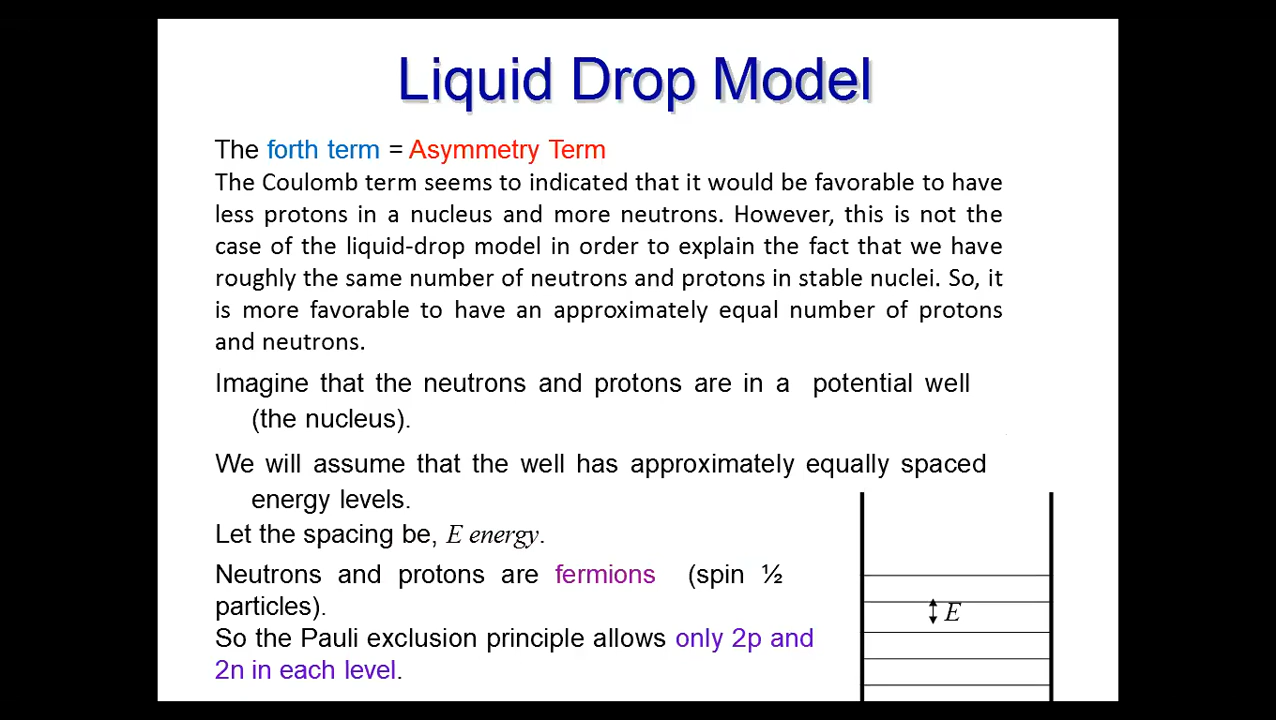 Liquid Drop Model
The forth term = Asymmetry Term
The Coulomb term seems to indicated that it would be favorable to have
less protons in a nucleus and more neutrons. However, this is not the
case of the liquid-drop model in order to explain the fact that we have
roughly the same number of neutrons and protons in stable nuclei. So, it
is more favorable to have an approximately equal number of protons
and neutrons.
Imagine that the neutrons and protons are in a potential well
(the nucleus).
We will assume that the well has approximately equally spaced
energy levels.
Let the spacing be, E energy.
Neutrons and protons are fermions (spin ½
particles).
So the Pauli exclusion principle allows only 2p and
2n in each level.
E